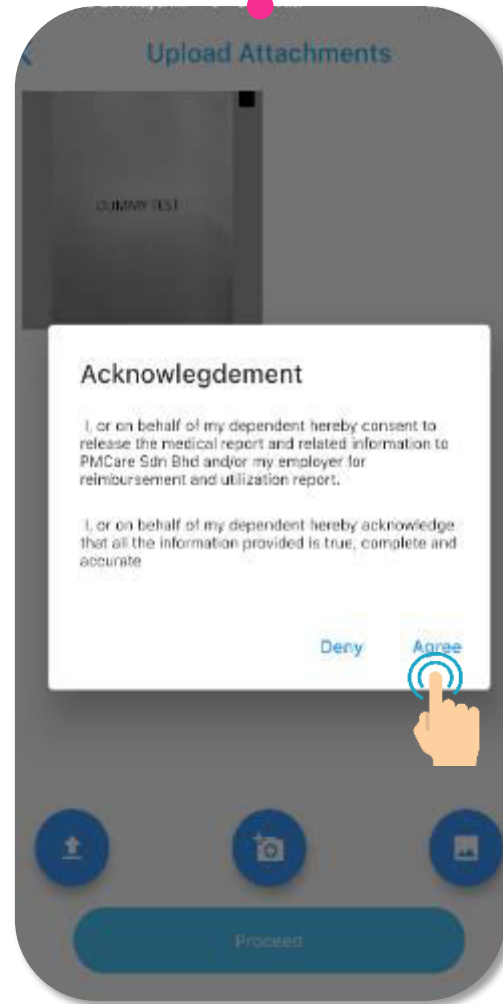 Upload Attachments
DUMMY TEST
Acknowlegdement
I, or on behalf of my dependent hereby consent to
release the medical report and related information to
PMCare Sdn Bhd and/or my employer for
reimbursement and utilization report.
I, or on behalf of my dependent hereby acknowledge
that all the information provided is true, complete and
accurate
Deny Agree
Proceed